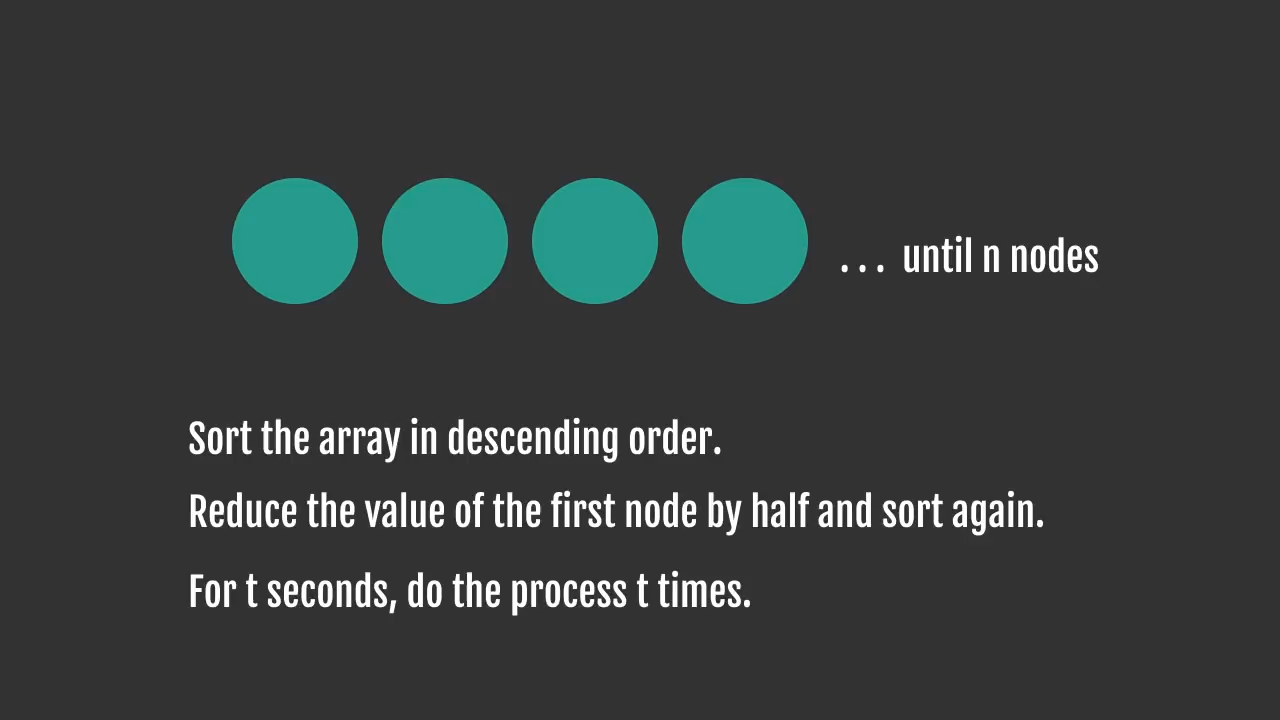 . . . until n nodes
Sort the array in descending order.
Reduce the value of the first node by half and sort again.
For t seconds, do the process t times.